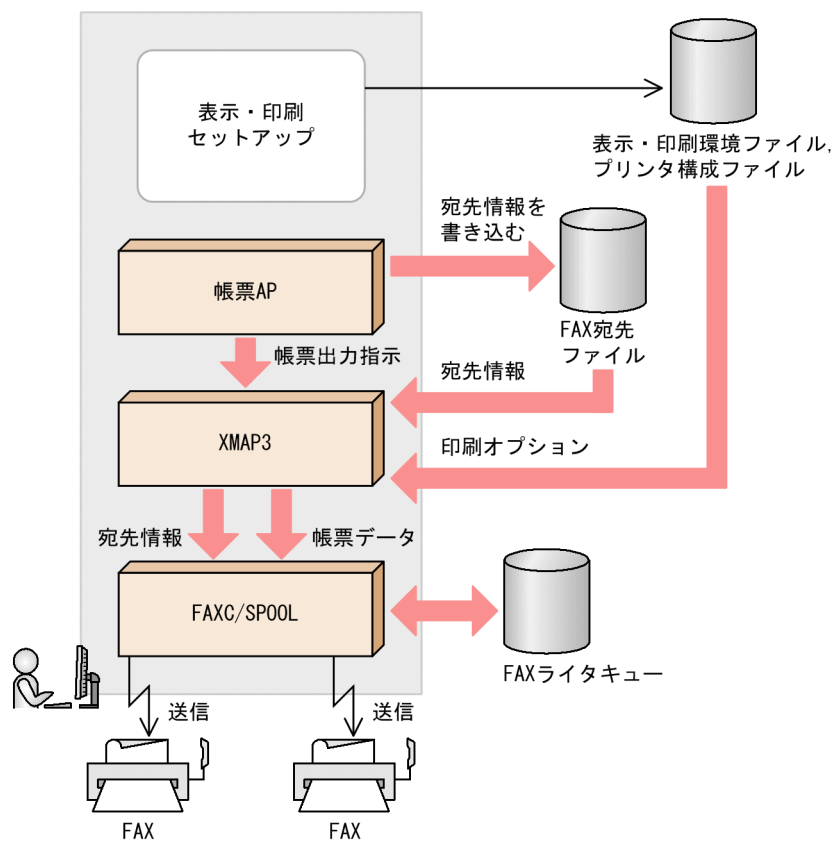 表示・印刷
セットアップ
表示・印刷環境ファイル,
プリンタ構成ファイル
宛先情報を
書き込む
帳票AP
FAX宛先
ファイル
帳票出力指示
宛先情報
XMAP3
印刷オプション
宛先情報
帳票データ
FAXC/SPOOL
FAXライタキュー
送信
送信
FAX
FAX